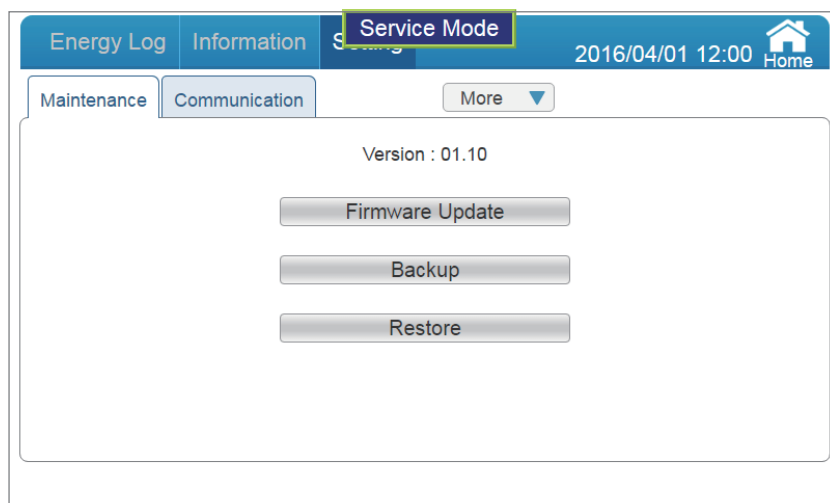 Service Mode
Energy Log Information Setting
2016/04/01 12:00 Home
Maintenance Communication More
Version : 01.10
Firmware Update
Backup
Restore